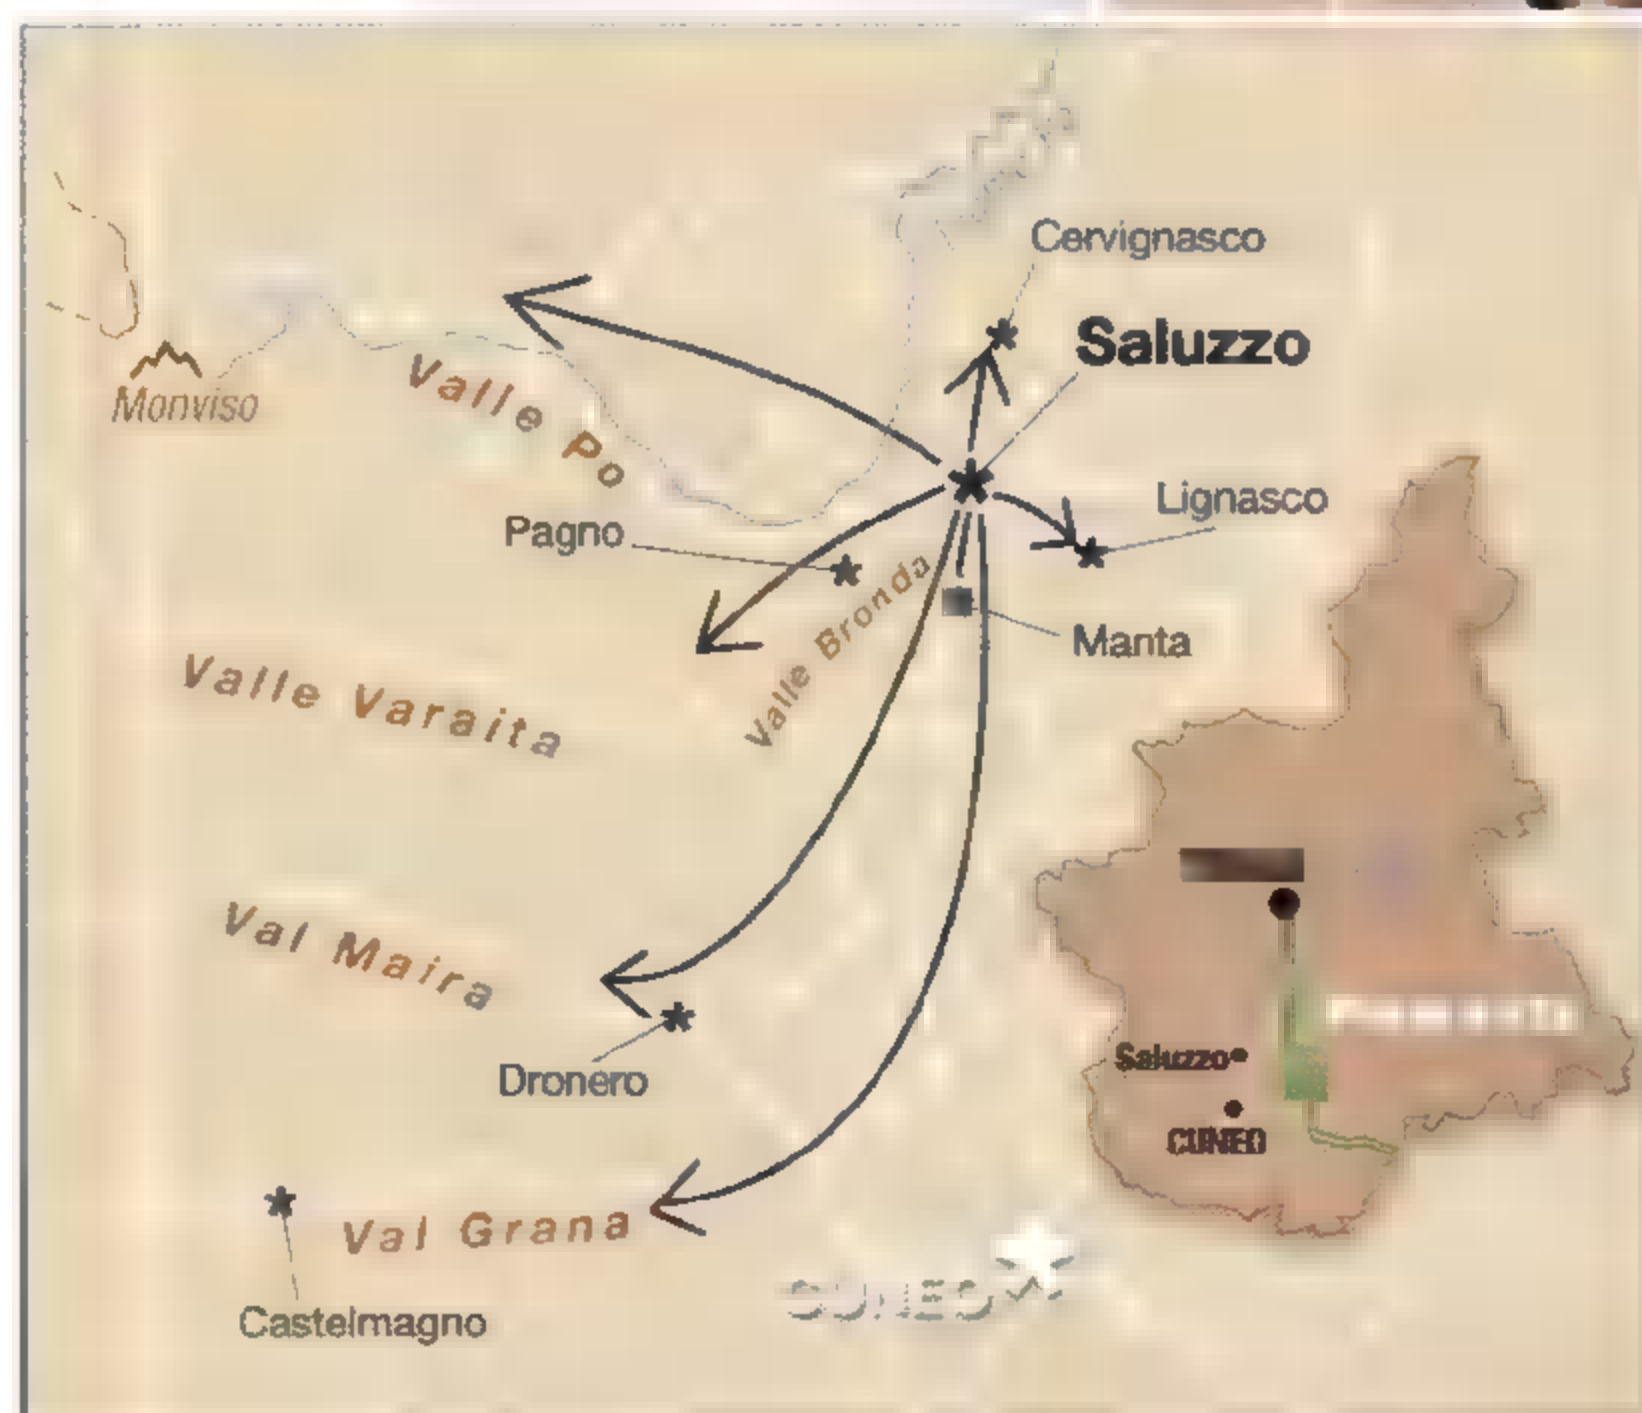 Cervignasco
Saluzzo
Monviso
Valle Po
Lignasco
Pagno
Valle Bronda
Manta
Valle Varaita
Val Maira
Dronero
Saluzzo
CUNEO
Val Grana
CUNEO
Castelmagno